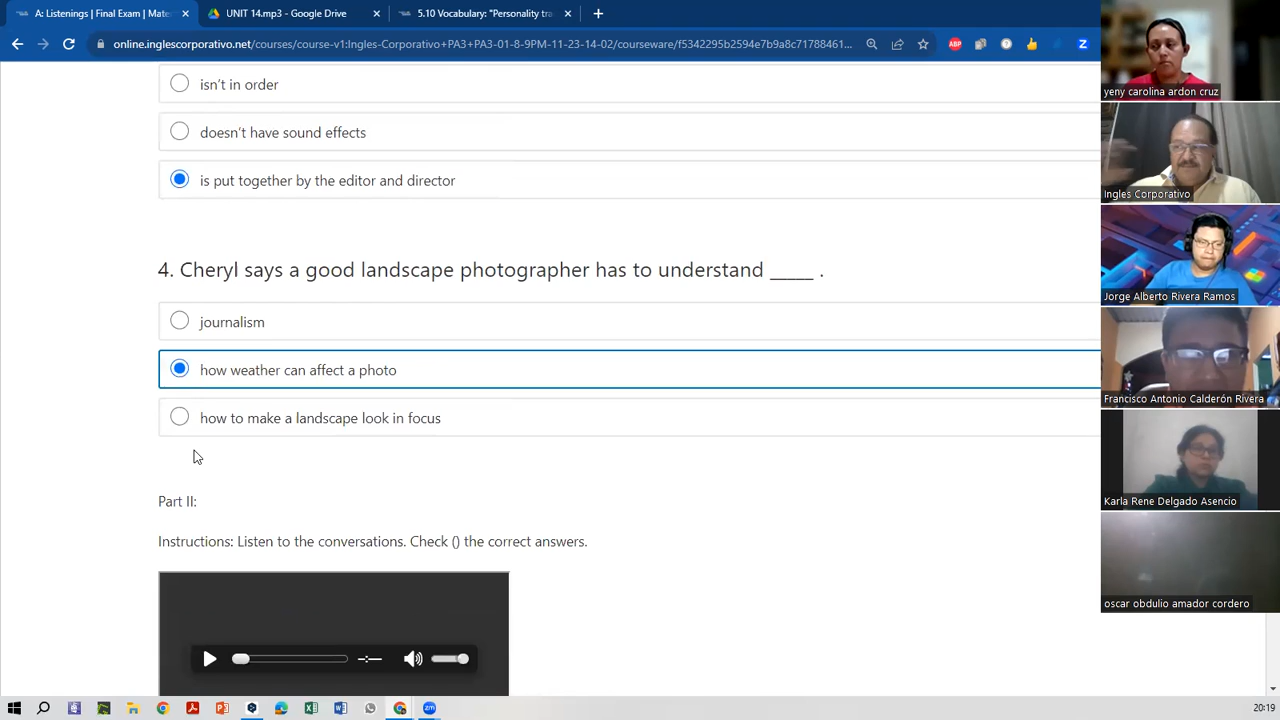 A: Listenings | Final Exam | Mate
UNIT 14.mp3 - Google Drive
5.10 Vocabulary: "Personality tra
online.inglescorporativo.net/courses/course-v1:Ingles-Corporativo+PA3+PA3-01-8-9PM-11-23-14-02/courseware/f5342295b2594e7b9a8c71788461...
ABP
Z
isn't in order
doesn't have sound effects
is put together by the editor and director
4. Cheryl says a good landscape photographer has to understand _____ .
journalism
how weather can affect a photo
how to make a landscape look in focus
Part II:
Instructions: Listen to the conversations. Check () the correct answers.
-:--
yeny carolina ardon cruz
Ingles Corporativo
Jorge Alberto Rivera Ramos
Francisco Antonio Calderón Rivera
Karla Rene Delgado Asencio
oscar obdulio amador cordero
20:19